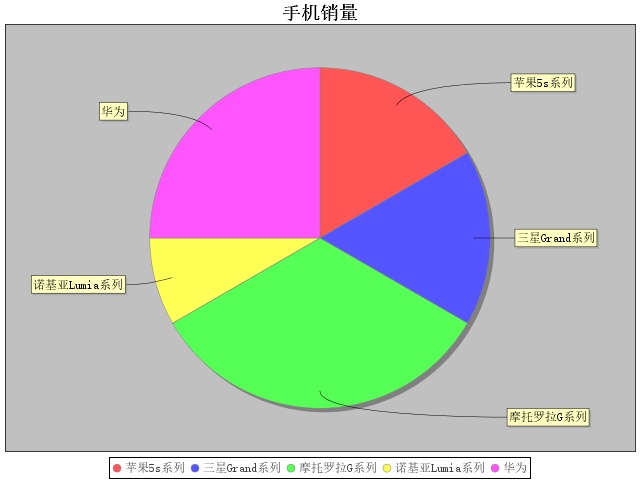 手机销量
苹果5s系列
华为
三星Grand系列
诺基亚Lumia系列
摩托罗拉G系列
苹果5s系列 三星Grand系列 摩托罗拉G系列 诺基亚Lumia系列 华为